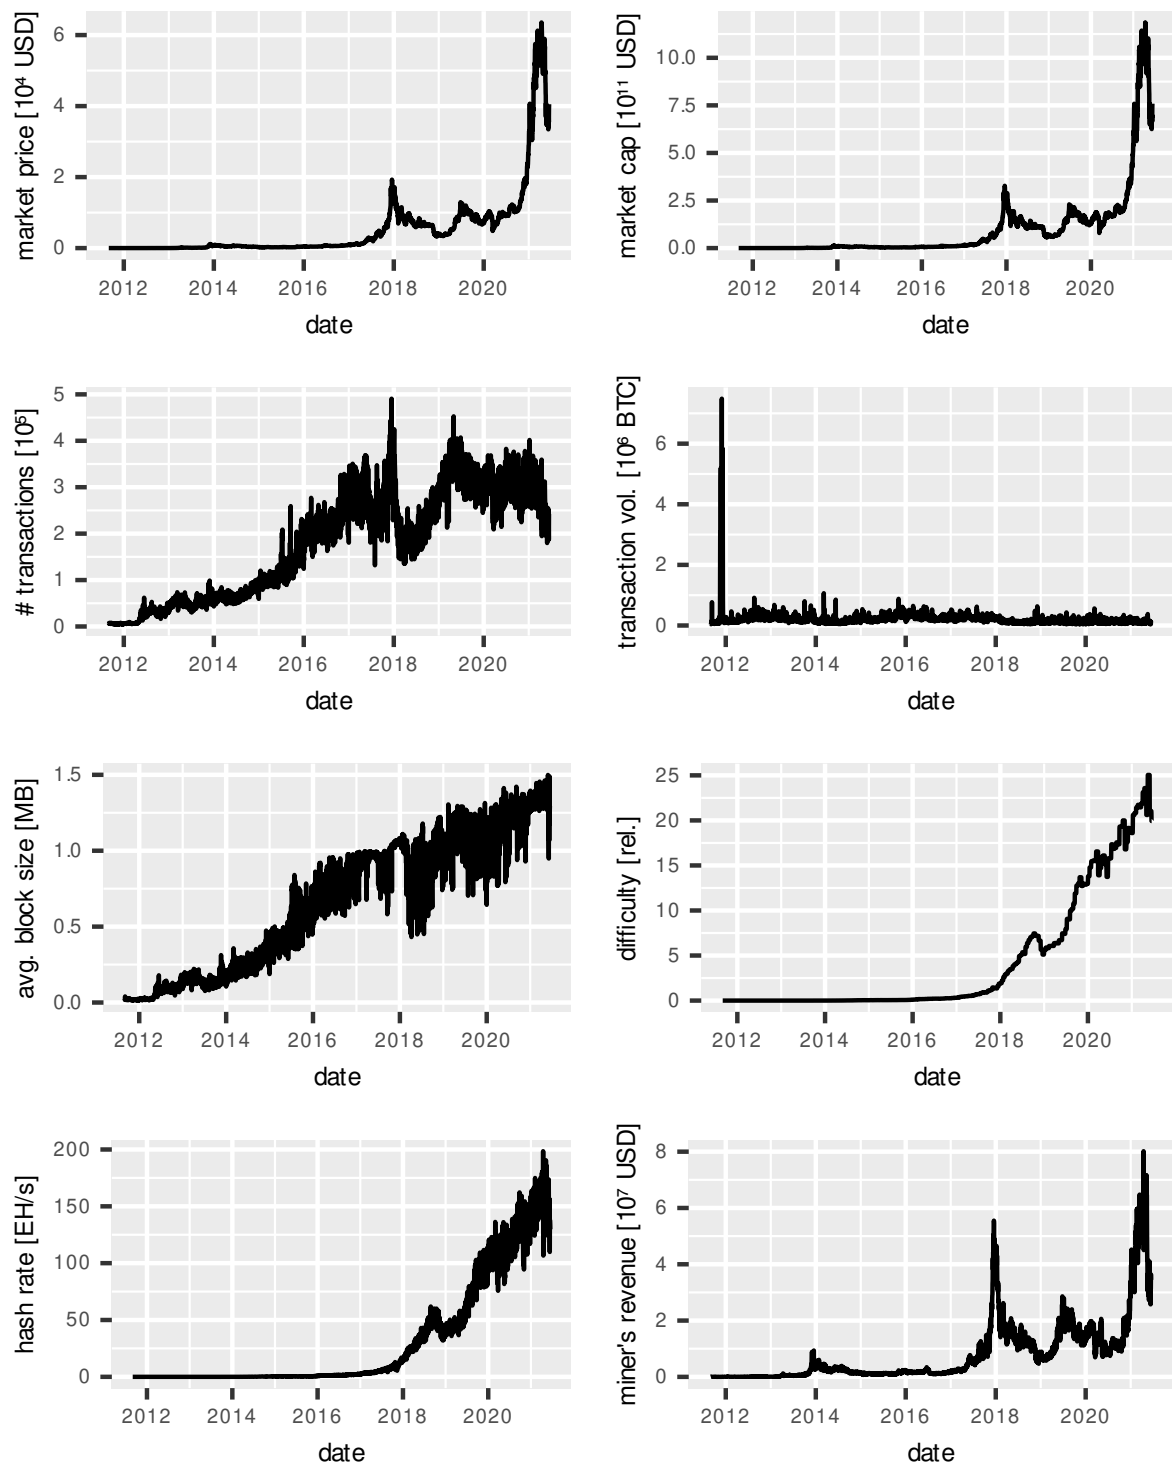 market price [10⁴ USD]
6
4
2
0
2012 2014 2016 2018 2020
date
market cap [10¹¹ USD]
10.0
7.5
5.0
2.5
0.0
2012 2014 2016 2018 2020
date
# transactions [10⁵]
5
4
3
2
1
0
2012 2014 2016 2018 2020
date
transaction vol. [10⁶ BTC]
6
4
2
0
2012 2014 2016 2018 2020
date
avg. block size [MB]
1.5
1.0
0.5
0.0
2012 2014 2016 2018 2020
date
difficulty [rel.]
25
20
15
10
5
0
2012 2014 2016 2018 2020
date
hash rate [EH/s]
200
150
100
50
0
2012 2014 2016 2018 2020
date
miner's revenue [10⁷ USD]
8
6
4
2
0
2012 2014 2016 2018 2020
date